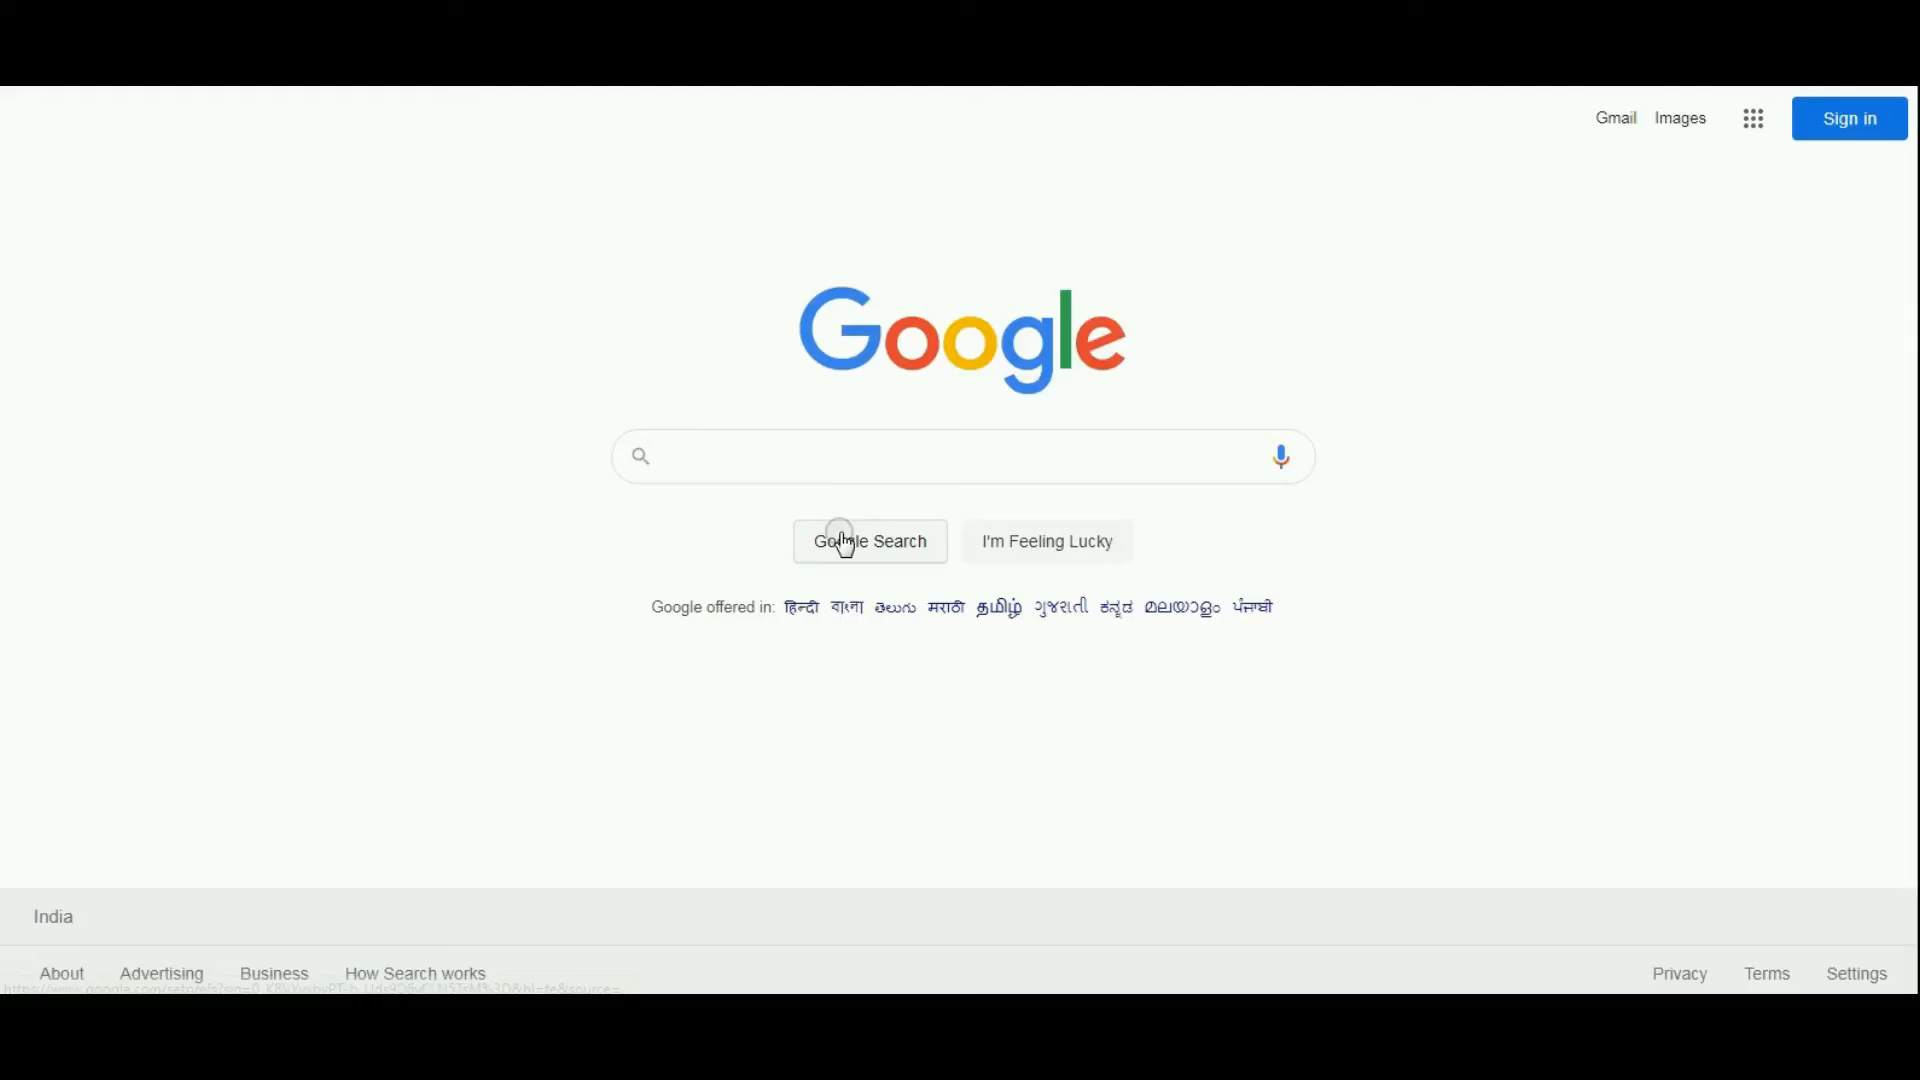 Gmail Images Sign in
Google
Google Search I'm Feeling Lucky
Google offered in: हिन्दी বাংলা తెలుగు मराठी தமிழ் ગુજરાતી ಕನ್ನಡ മലയാളം ਪੰਜਾਬੀ
India
About Advertising Business How Search works Privacy Terms Settings